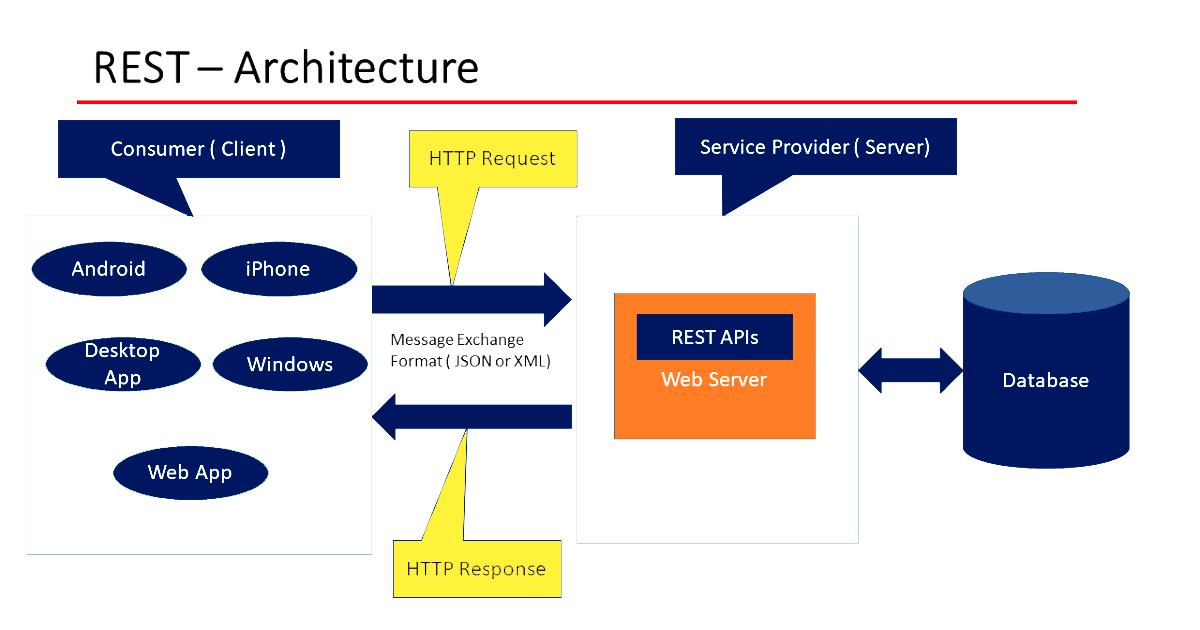 REST – Architecture
Consumer ( Client )
HTTP Request
Service Provider ( Server)
Android
iPhone
Desktop
App
Windows
Web App
Message Exchange
Format ( JSON or XML)
HTTP Response
REST APIs
Web Server
Database